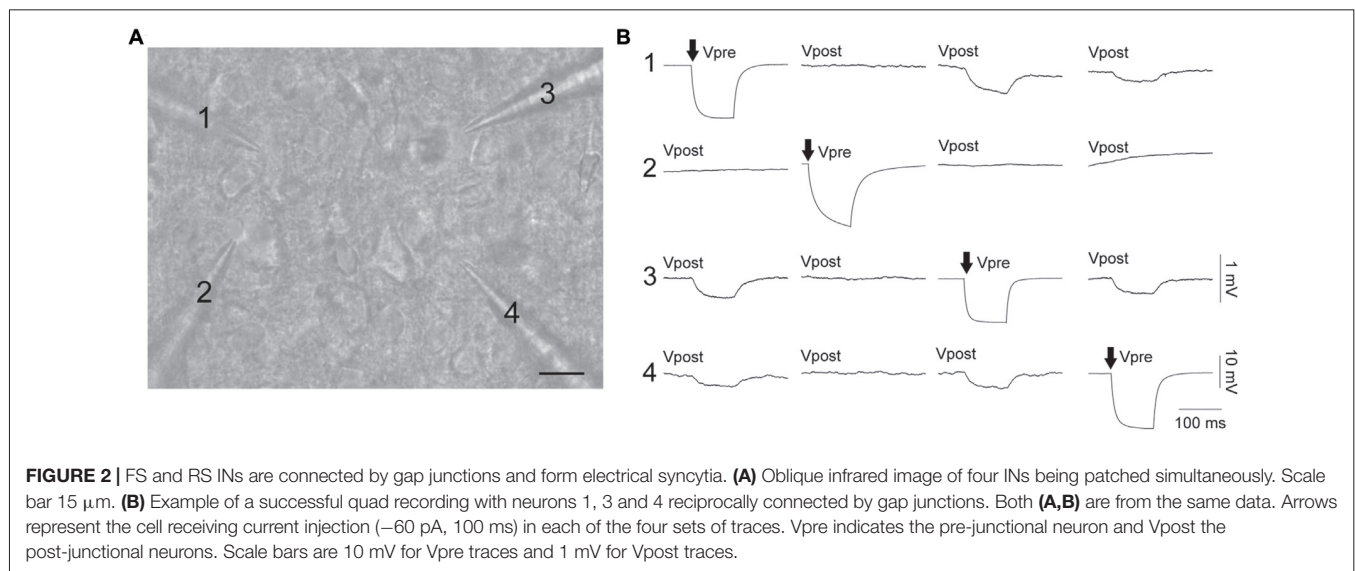 A
B
1
2
3
4
1
Vpre
Vpost
Vpost
Vpost
2
Vpost
Vpre
Vpost
Vpost
3
Vpost
Vpost
Vpre
Vpost
1 mV
4
Vpost
Vpost
Vpost
Vpre
10 mV
100 ms
FIGURE 2 | FS and RS INs are connected by gap junctions and form electrical syncytia. (A) Oblique infrared image of four INs being patched simultaneously. Scale
bar 15 μm. (B) Example of a successful quad recording with neurons 1, 3 and 4 reciprocally connected by gap junctions. Both (A,B) are from the same data. Arrows
represent the cell receiving current injection (−60 pA, 100 ms) in each of the four sets of traces. Vpre indicates the pre-junctional neuron and Vpost the
post-junctional neurons. Scale bars are 10 mV for Vpre traces and 1 mV for Vpost traces.